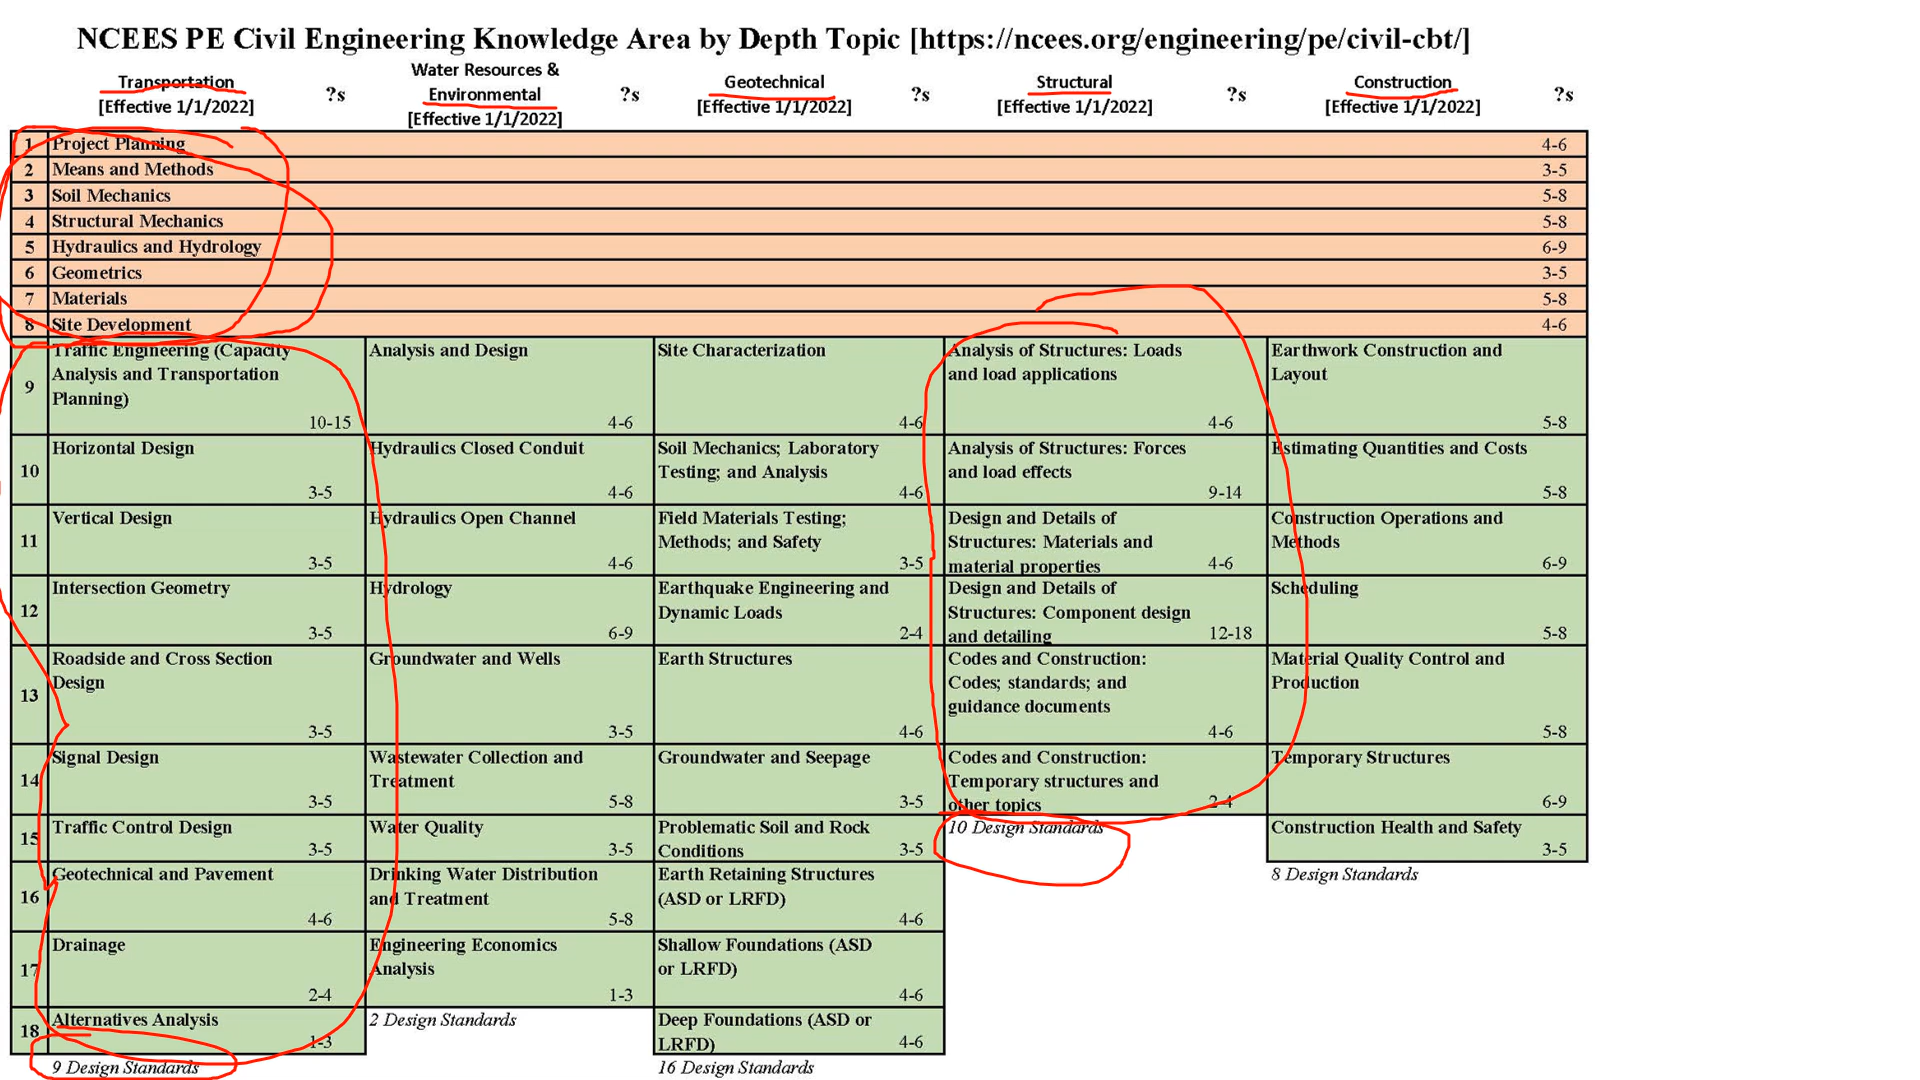 NCEES PE Civil Engineering Knowledge Area by Depth Topic [https://ncees.org/engineering/pe/civil-cbt/]
Transportation
[Effective 1/1/2022]
?s
Water Resources &
Environmental
[Effective 1/1/2022]
?s
Geotechnical
[Effective 1/1/2022]
?s
Structural
[Effective 1/1/2022]
?s
Construction
[Effective 1/1/2022]
?s
1 Project Planning 4-6
2 Means and Methods 3-5
3 Soil Mechanics 5-8
4 Structural Mechanics 5-8
5 Hydraulics and Hydrology 6-9
6 Geometrics 3-5
7 Materials 5-8
8 Site Development 4-6
9
Traffic Engineering (Capacity
Analysis and Transportation
Planning)
10-15
Analysis and Design
4-6
Site Characterization
4-6
Analysis of Structures: Loads
and load applications
4-6
Earthwork Construction and
Layout
5-8
10
Horizontal Design
3-5
Hydraulics Closed Conduit
4-6
Soil Mechanics; Laboratory
Testing; and Analysis
4-6
Analysis of Structures: Forces
and load effects
9-14
Estimating Quantities and Costs
5-8
11
Vertical Design
3-5
Hydraulics Open Channel
4-6
Field Materials Testing;
Methods; and Safety
3-5
Design and Details of
Structures: Materials and
material properties
4-6
Construction Operations and
Methods
6-9
12
Intersection Geometry
3-5
Hydrology
6-9
Earthquake Engineering and
Dynamic Loads
2-4
Design and Details of
Structures: Component design
and detailing
12-18
Scheduling
5-8
13
Roadside and Cross Section
Design
3-5
Groundwater and Wells
3-5
Earth Structures
4-6
Codes and Construction:
Codes; standards; and
guidance documents
4-6
Material Quality Control and
Production
5-8
14
Signal Design
3-5
Wastewater Collection and
Treatment
5-8
Groundwater and Seepage
3-5
Codes and Construction:
Temporary structures and
other topics
2-4
Temporary Structures
6-9
15
Traffic Control Design
3-5
Water Quality
3-5
Problematic Soil and Rock
Conditions
3-5
10 Design Standards
Construction Health and Safety
3-5
16
Geotechnical and Pavement
4-6
Drinking Water Distribution
and Treatment
5-8
Earth Retaining Structures
(ASD or LRFD)
4-6
8 Design Standards
17
Drainage
2-4
Engineering Economics
Analysis
1-3
Shallow Foundations (ASD
or LRFD)
4-6
18
Alternatives Analysis
1-3
2 Design Standards
Deep Foundations (ASD or
LRFD)
4-6
9 Design Standards
16 Design Standards